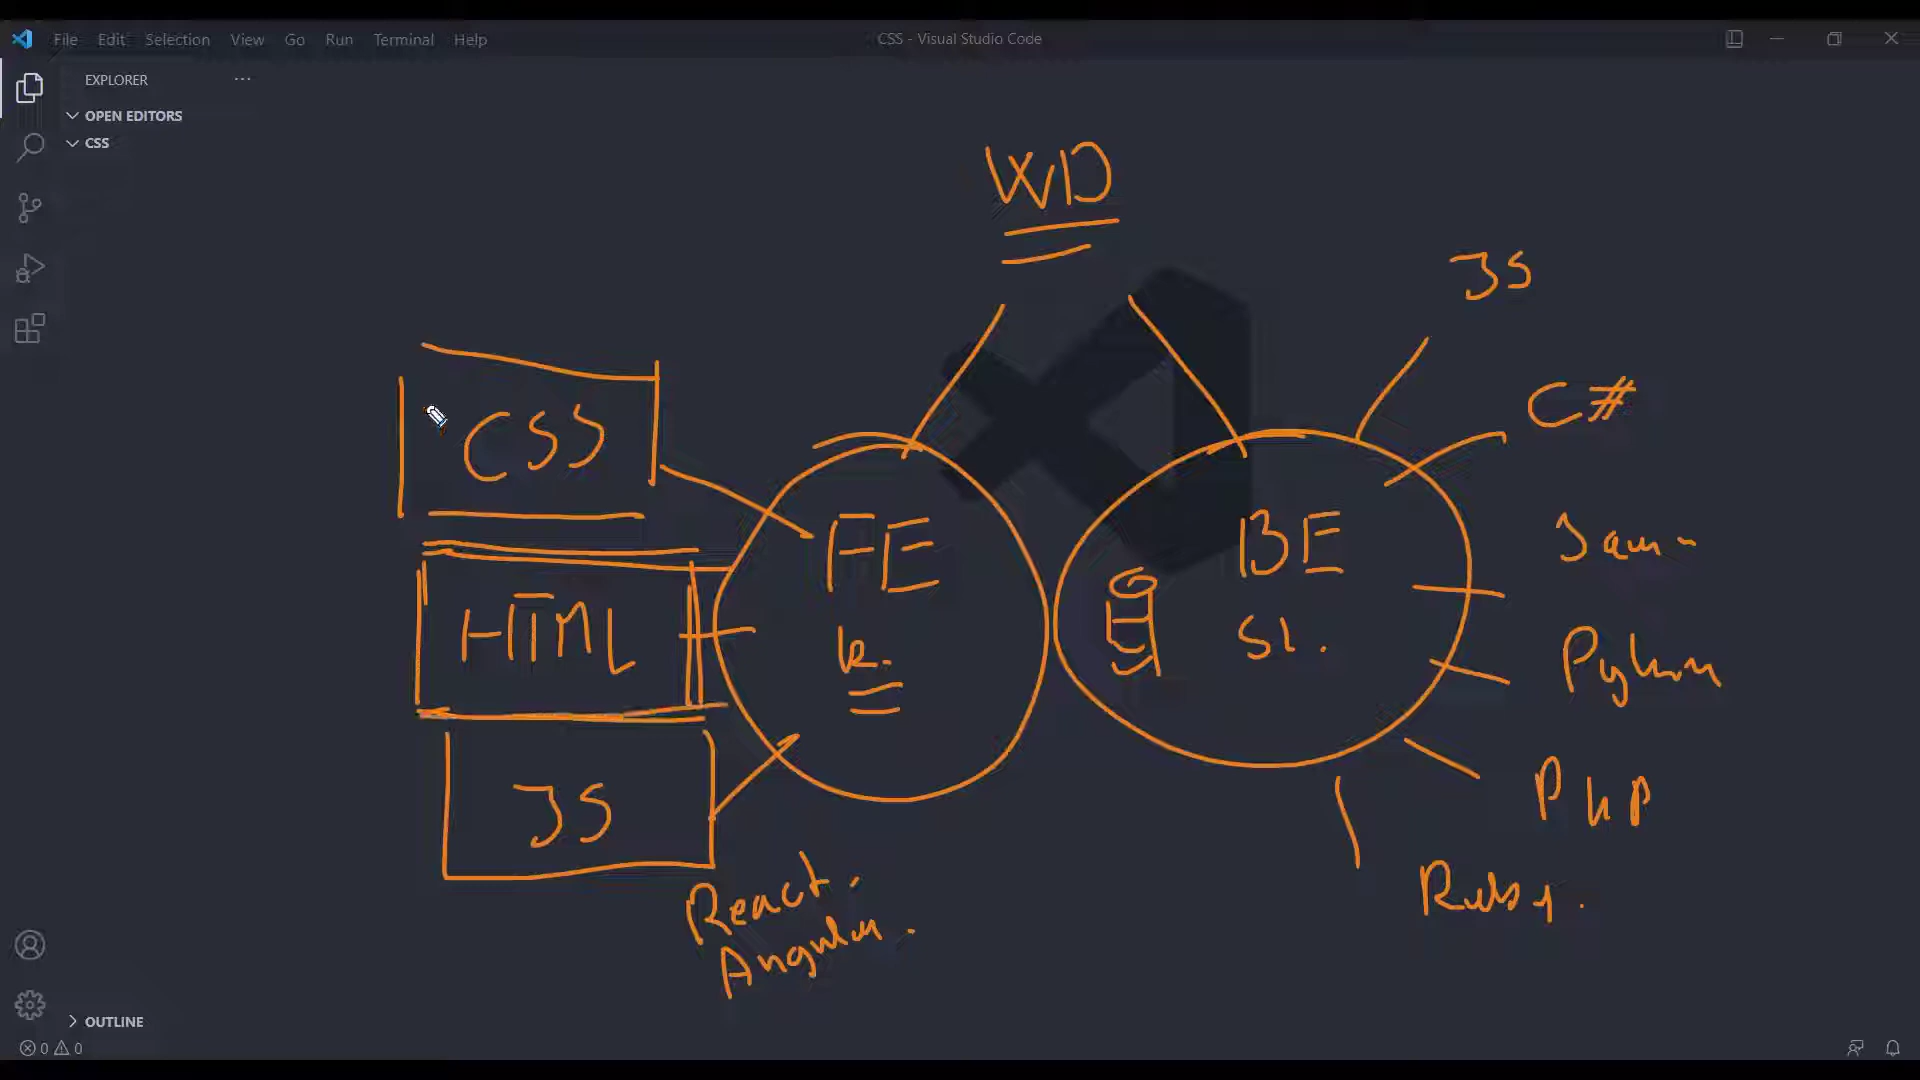 File Edit Selection View Go Run Terminal Help
CSS - Visual Studio Code
EXPLORER
OPEN EDITORS
CSS
WD
JS
C#
CSS
FE
BE
HTML
k.
Python
PHP
JS
React.
Angular.
Ruby.
OUTLINE
0 0